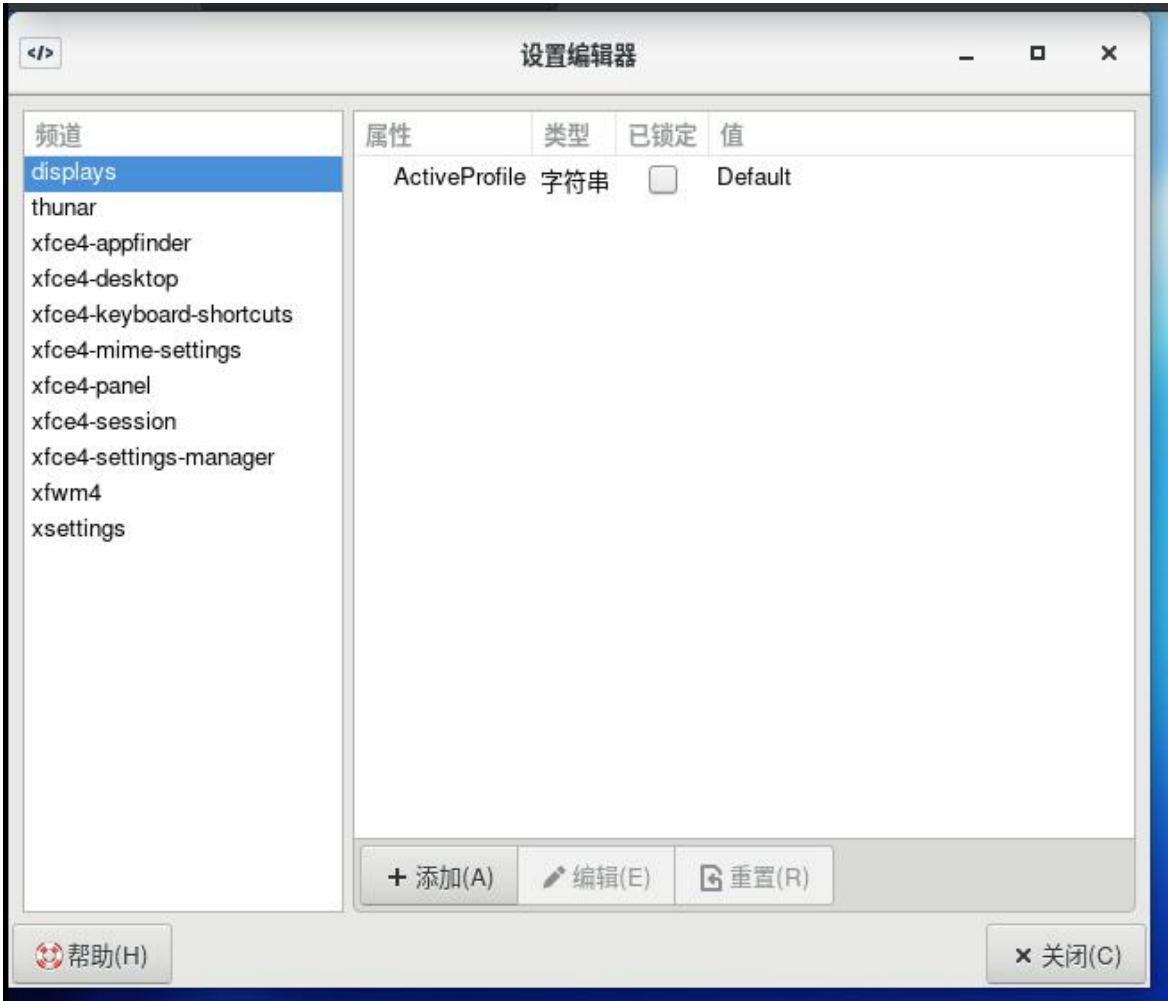 </>
设置编辑器
频道
displays
thunar
xfce4-appfinder
xfce4-desktop
xfce4-keyboard-shortcuts
xfce4-mime-settings
xfce4-panel
xfce4-session
xfce4-settings-manager
xfwm4
xsettings
属性 类型 已锁定 值
ActiveProfile 字符串 Default
添加(A) 编辑(E) 重置(R)
帮助(H) 关闭(C)